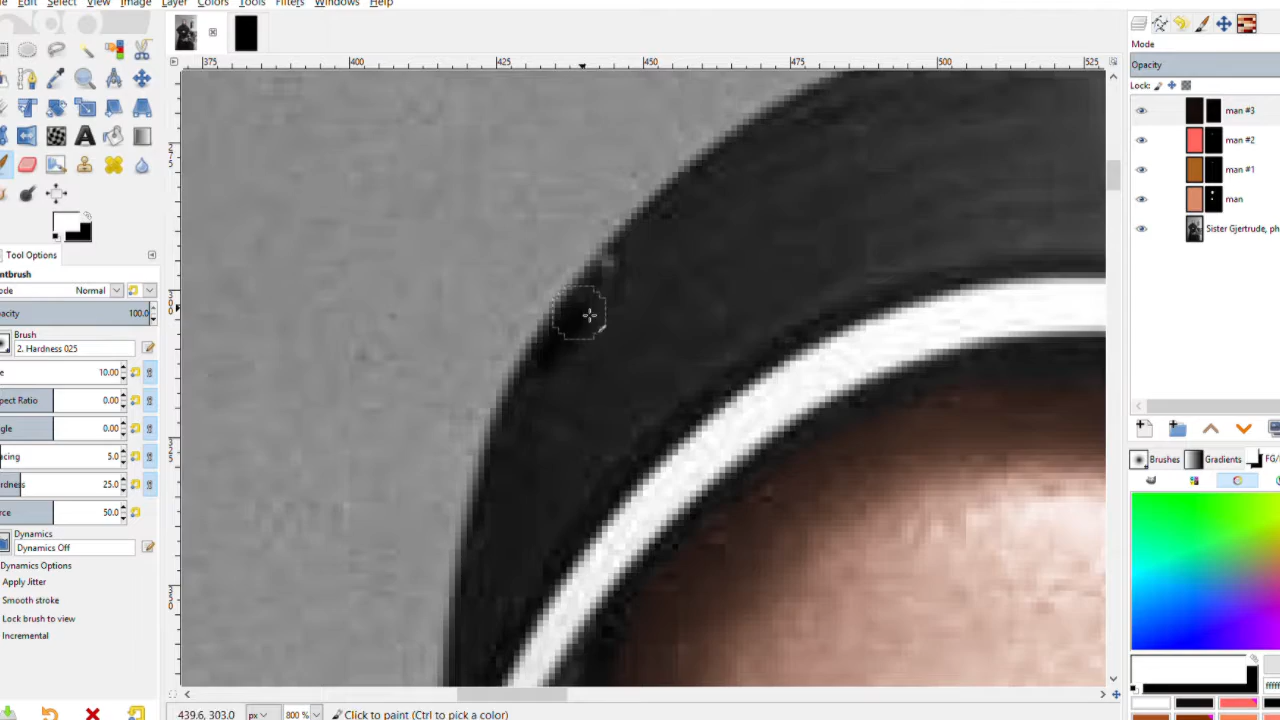 Edit Select View Image Layer Colors Tools Filters Windows Help
375 400 425 450 475 500 525
Mode
Opacity
Lock:
man #3
man #2
man #1
man
Sister Gjertrude, ph
Tool Options
ntbrush
ode Normal
pacity 100.0
Brush
2. Hardness 025
ze 10.00
pect Ratio 0.00
gle 0.00
acing 5.0
rdness 25.0
rce 50.0
Dynamics
Dynamics Off
Dynamics Options
Apply Jitter
Smooth stroke
Lock brush to view
Incremental
Brushes Gradients FG/
439.6, 303.0 px 800 % Click to paint (Ctrl to pick a color)